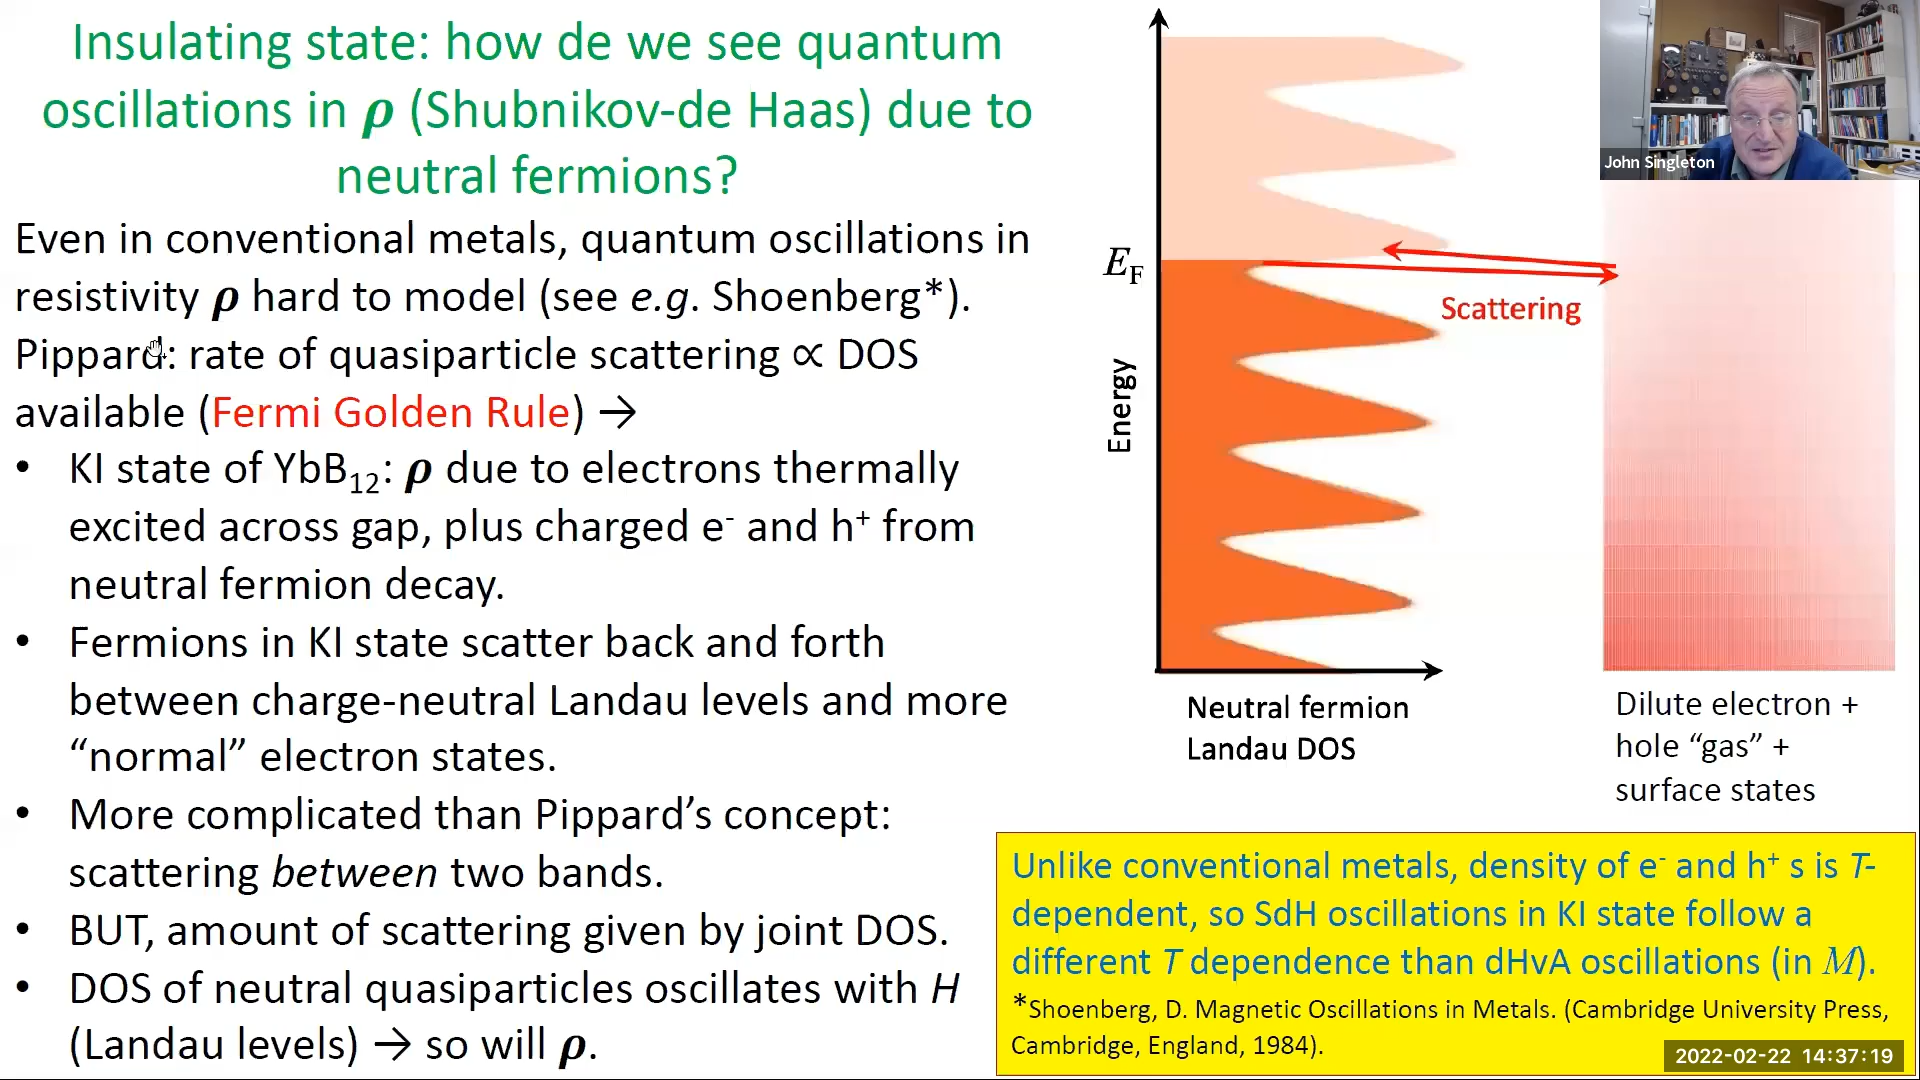 Insulating state: how de we see quantum
oscillations in ρ (Shubnikov-de Haas) due to
neutral fermions?
Even in conventional metals, quantum oscillations in
resistivity ρ hard to model (see e.g. Shoenberg*).
Pippard: rate of quasiparticle scattering ∝ DOS
available (Fermi Golden Rule) →
• KI state of YbB₁₂: ρ due to electrons thermally
excited across gap, plus charged e⁻ and h⁺ from
neutral fermion decay.
• Fermions in KI state scatter back and forth
between charge-neutral Landau levels and more
“normal” electron states.
• More complicated than Pippard’s concept:
scattering between two bands.
• BUT, amount of scattering given by joint DOS.
• DOS of neutral quasiparticles oscillates with H
(Landau levels) → so will ρ.
E_F
Energy
Scattering
Neutral fermion
Landau DOS
John Singleton
Dilute electron +
hole “gas” +
surface states
Unlike conventional metals, density of e⁻ and h⁺ s is T-
dependent, so SdH oscillations in KI state follow a
different T dependence than dHvA oscillations (in M).
*Shoenberg, D. Magnetic Oscillations in Metals. (Cambridge University Press,
Cambridge, England, 1984).
2022-02-22 14:37:19